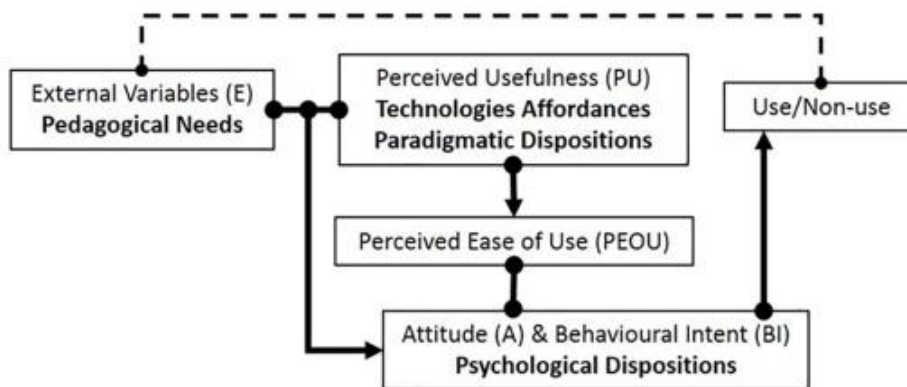 External Variables (E)
Pedagogical Needs
Perceived Usefulness (PU)
Technologies Affordances
Paradigmatic Dispositions
Use/Non-use
Perceived Ease of Use (PEOU)
Attitude (A) & Behavioural Intent (BI)
Psychological Dispositions